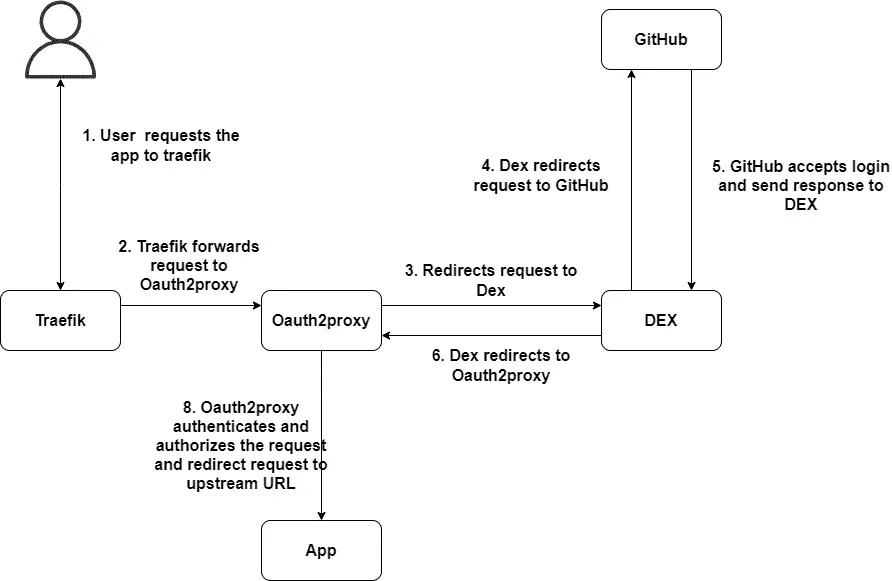 GitHub
1. User requests the
app to traefik
4. Dex redirects
request to GitHub
5. GitHub accepts login
and send response to
DEX
2. Traefik forwards
request to
Oauth2proxy
3. Redirects request to
Dex
Traefik
Oauth2proxy
DEX
6. Dex redirects to
Oauth2proxy
8. Oauth2proxy
authenticates and
authorizes the request
and redirect request to
upstream URL
App